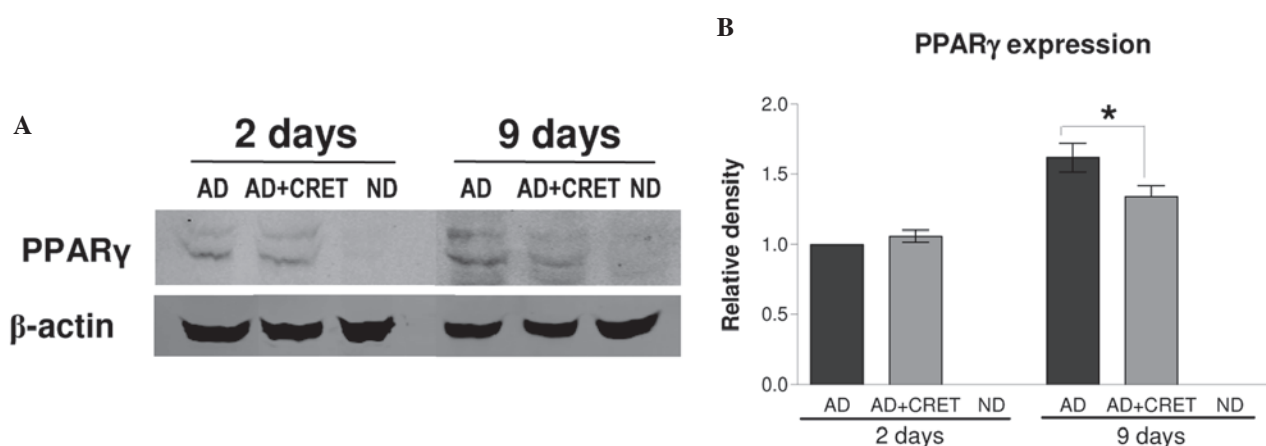 A
2 days 9 days
AD AD+CRET ND AD AD+CRET ND
PPARγ
β-actin
B
PPARγ expression
Relative density
2.0
1.5
1.0
0.5
0.0
*
AD AD+CRET ND AD AD+CRET ND
2 days 9 days